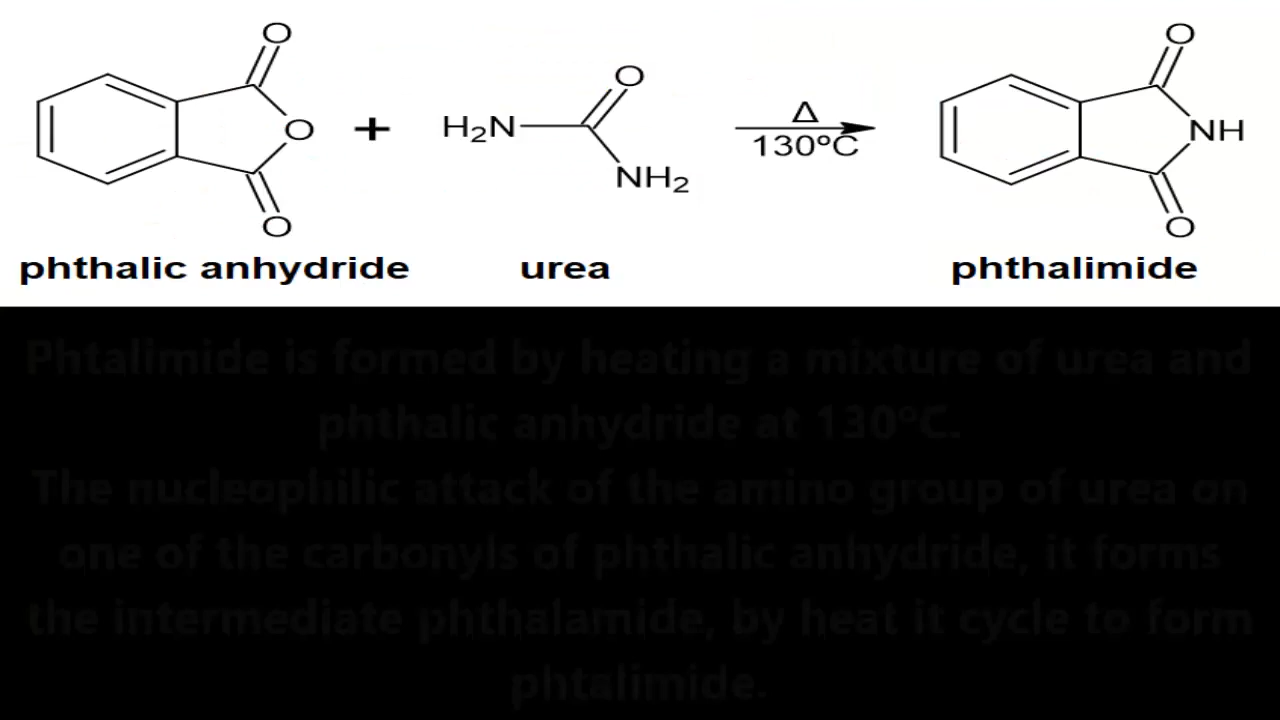 O
O
O
H₂N
O
NH₂
+
Δ
130ºC
O
NH
O
phthalic anhydride
urea
phthalimide
Phtalimide is formed by heating a mixture of urea and
phthalic anhydride at 130ºC.
The nucleophilic attack of the amino group of urea on
one of the carbonyls of phthalic anhydride, it forms
the intermediate phthalamide, by heat it cycle to form
phtalimide.